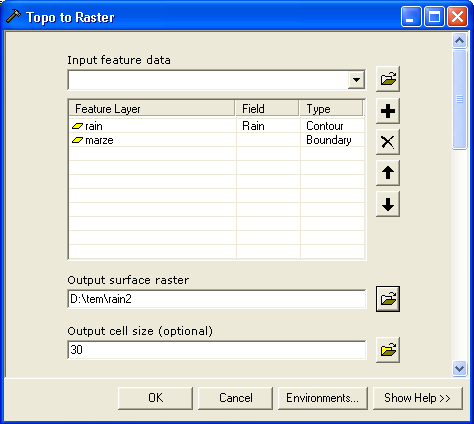 Topo to Raster
Input feature data
Feature Layer Field Type
rain Rain Contour
marze Boundary
Output surface raster
D:\tem\rain2
Output cell size (optional)
30
OK Cancel Environments... Show Help >>